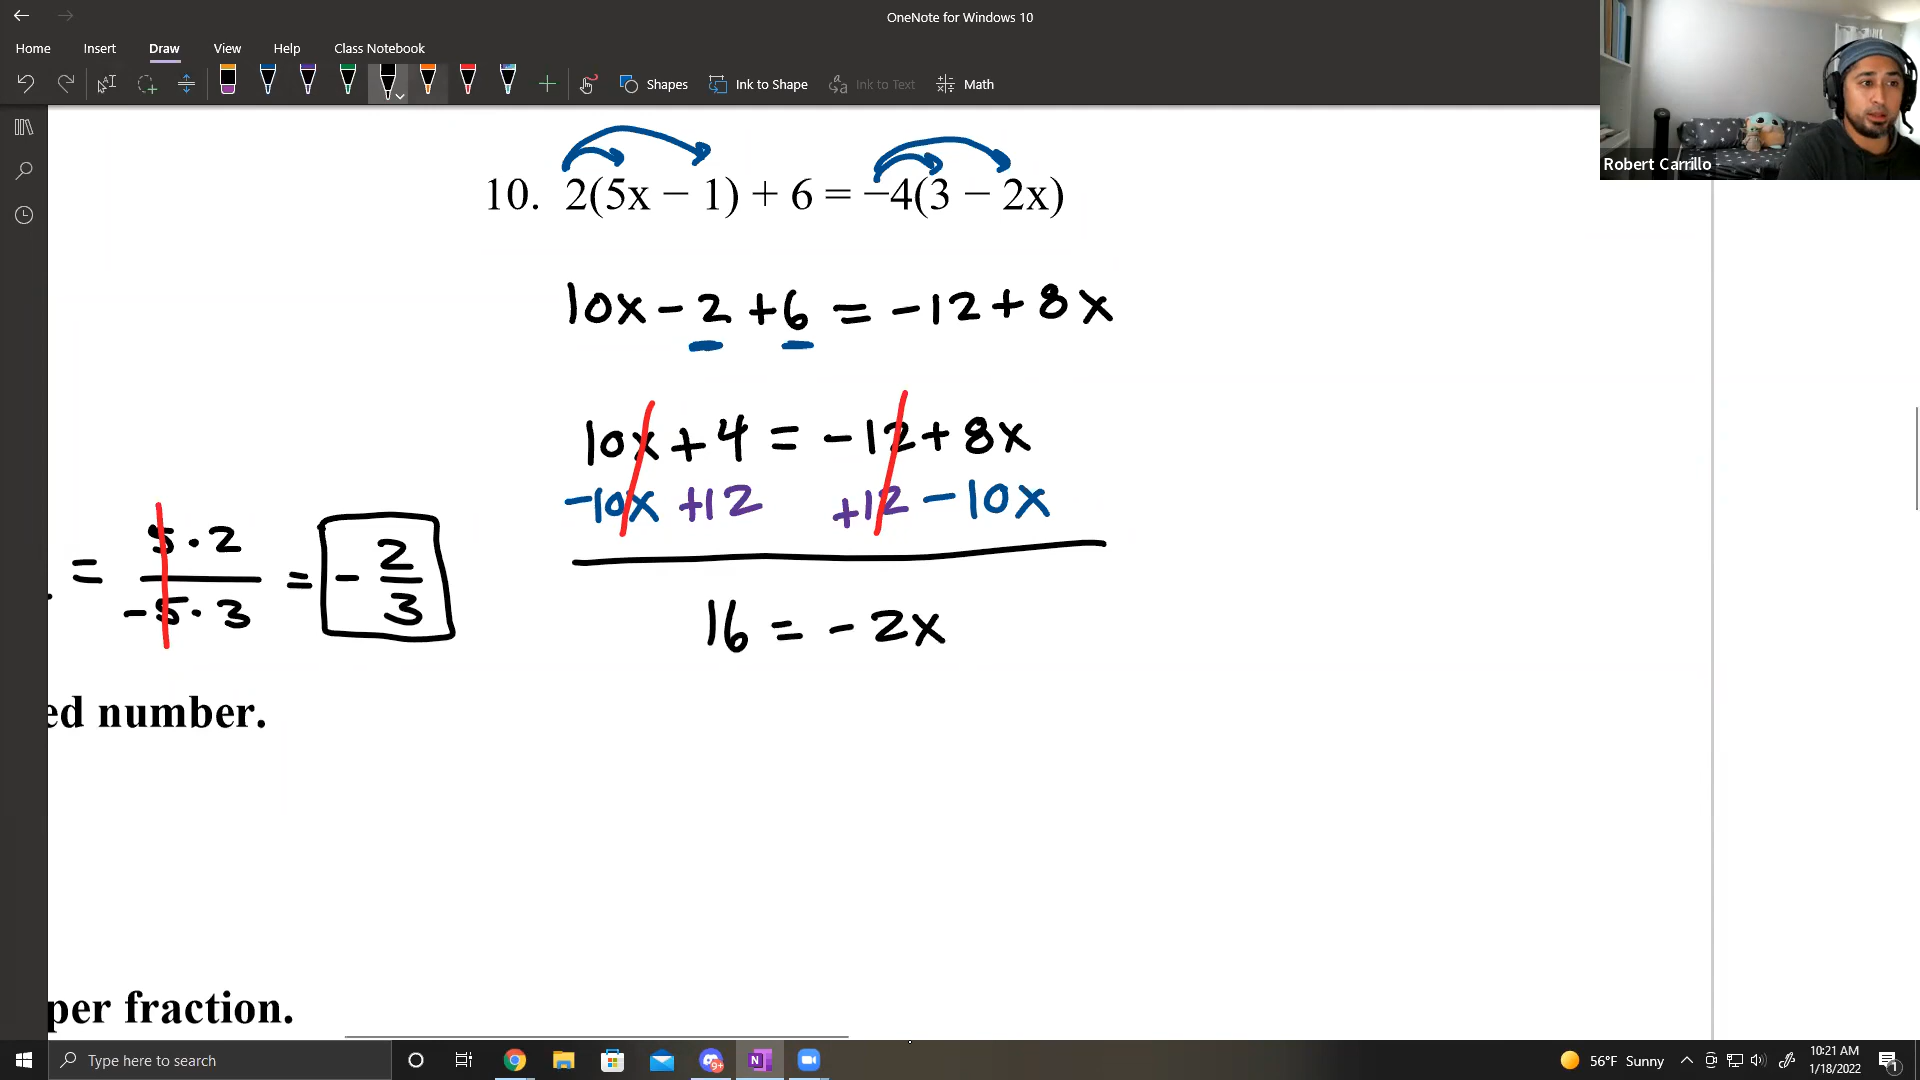 OneNote for Windows 10
Home Insert Draw View Help Class Notebook
Shapes Ink to Shape Ink to Text Math
Robert Carrillo
10. 2(5x − 1) + 6 = −4(3 − 2x)
10x - 2 + 6 = -12 + 8x
10x + 4 = -12 + 8x
-10x +12 +12 -10x
16 = -2x
. = 5 · 2 / -5 · 3 = - 2/3
ed number.
per fraction.
Type here to search
56°F Sunny
10:21 AM
1/18/2022